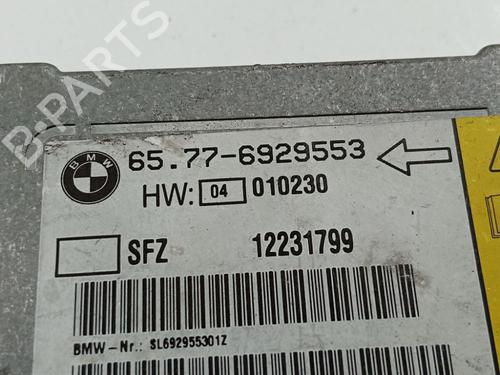 B-PARTS
BMW
65.77-6929553
HW: 04 010230
SFZ 12231799
BMW-Nr.: SL692955301Z